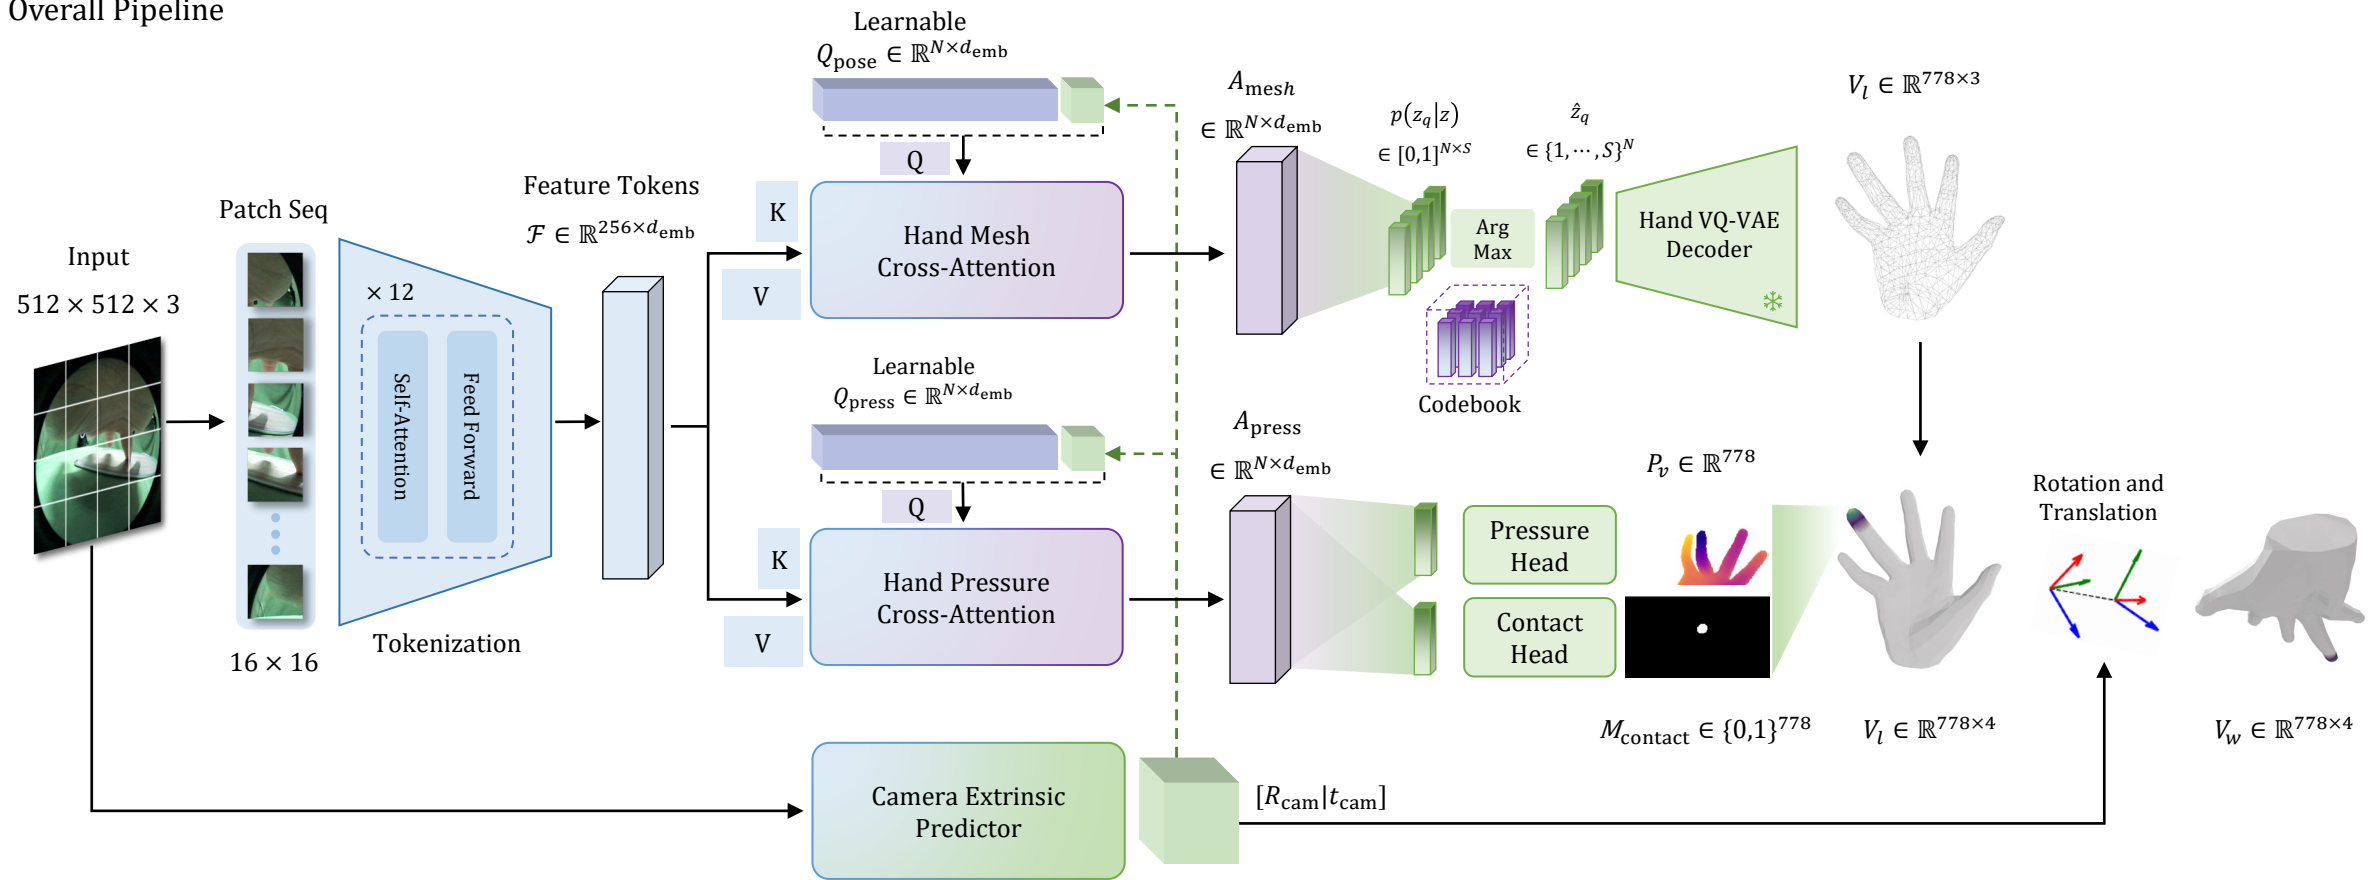 Overall Pipeline
Input
512 × 512 × 3
Patch Seq
16 × 16
× 12
Self-Attention
Feed Forward
Tokenization
Feature Tokens
ℱ ∈ ℝ^{256×d_emb}
Learnable
Q_pose ∈ ℝ^{N×d_emb}
Q
K
V
Hand Mesh
Cross-Attention
Learnable
Q_press ∈ ℝ^{N×d_emb}
Q
K
V
Hand Pressure
Cross-Attention
Camera Extrinsic
Predictor
[R_cam|t_cam]
A_mesh
∈ ℝ^{N×d_emb}
p(z_q|z)
∈ [0,1]^{N×S}
Arg
Max
ẑ_q
∈ {1, ⋯, S}^N
Codebook
Hand VQ-VAE
Decoder
V_l ∈ ℝ^{778×3}
A_press
∈ ℝ^{N×d_emb}
Pressure
Head
Contact
Head
P_v ∈ ℝ^{778}
M_contact ∈ {0,1}^{778}
V_l ∈ ℝ^{778×4}
Rotation and
Translation
V_w ∈ ℝ^{778×4}